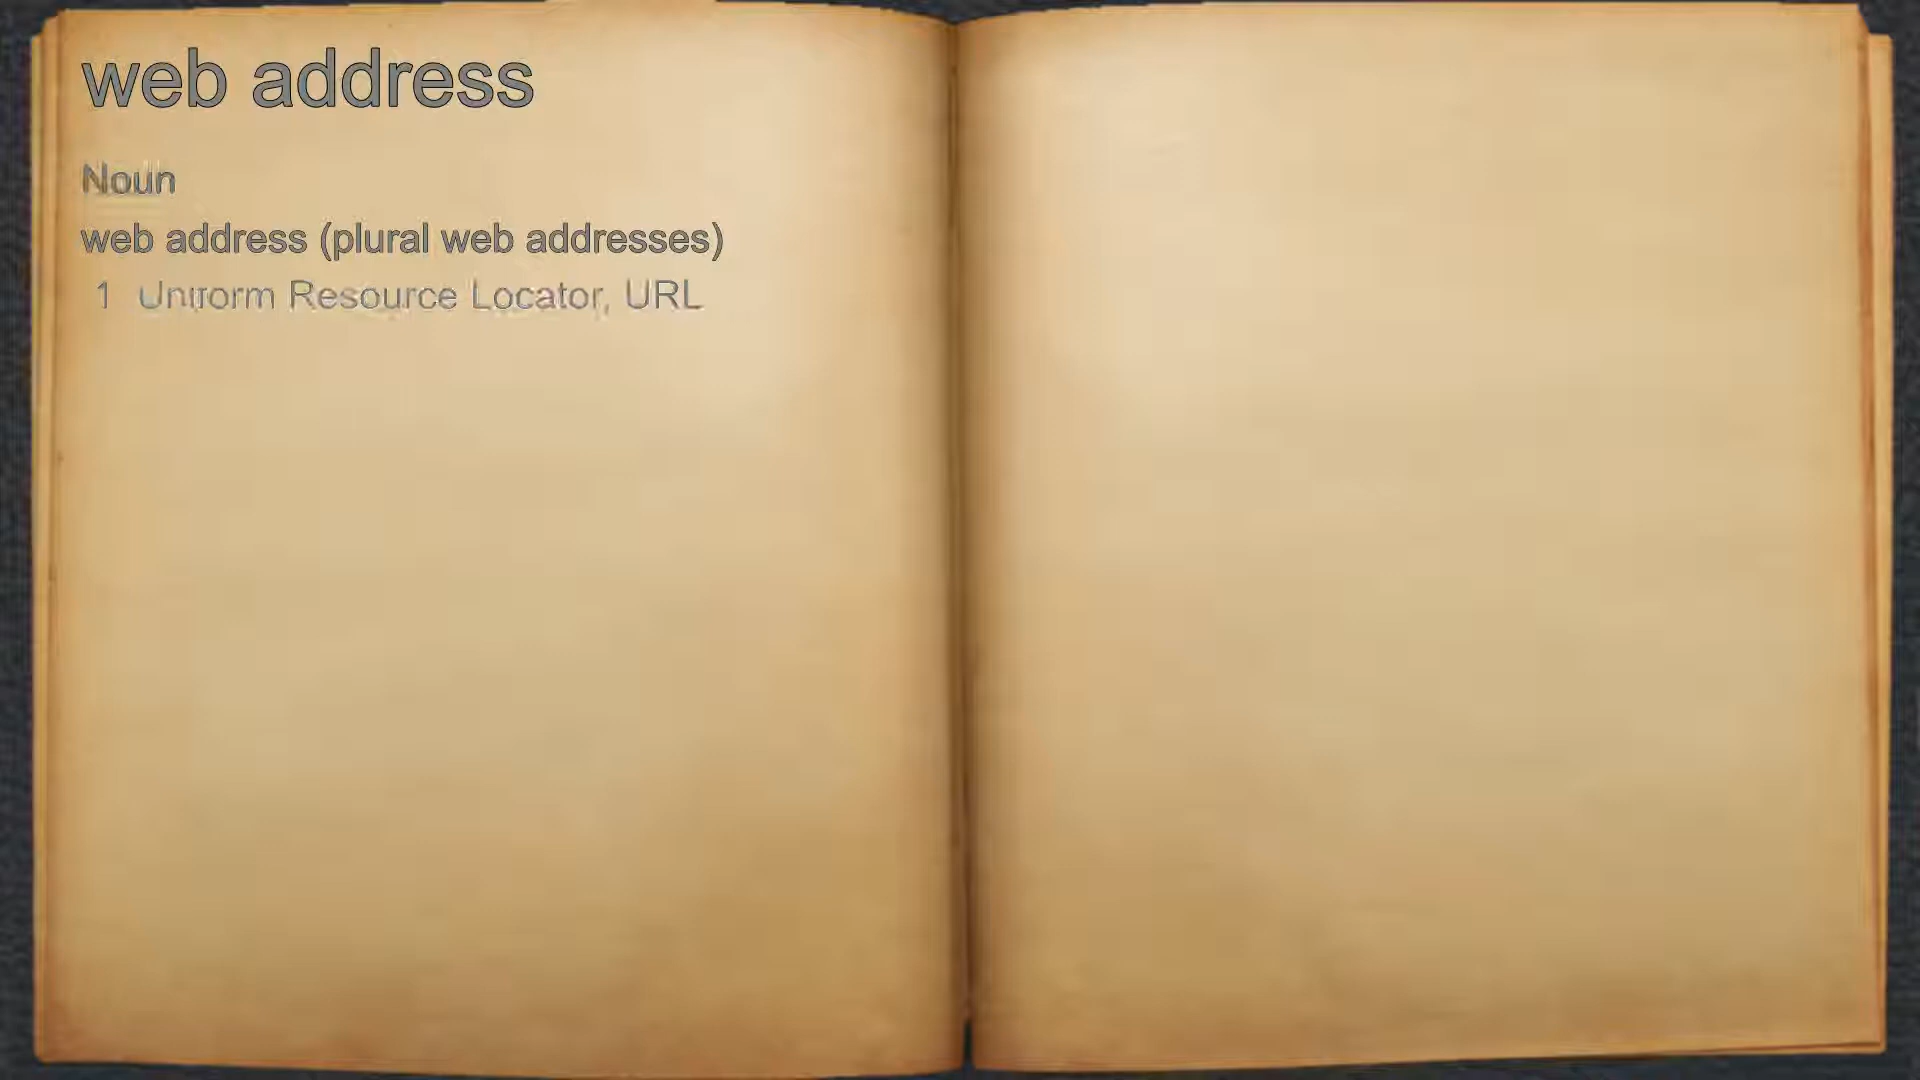 web address
Noun
web address (plural web addresses)
1 Uniform Resource Locator, URL